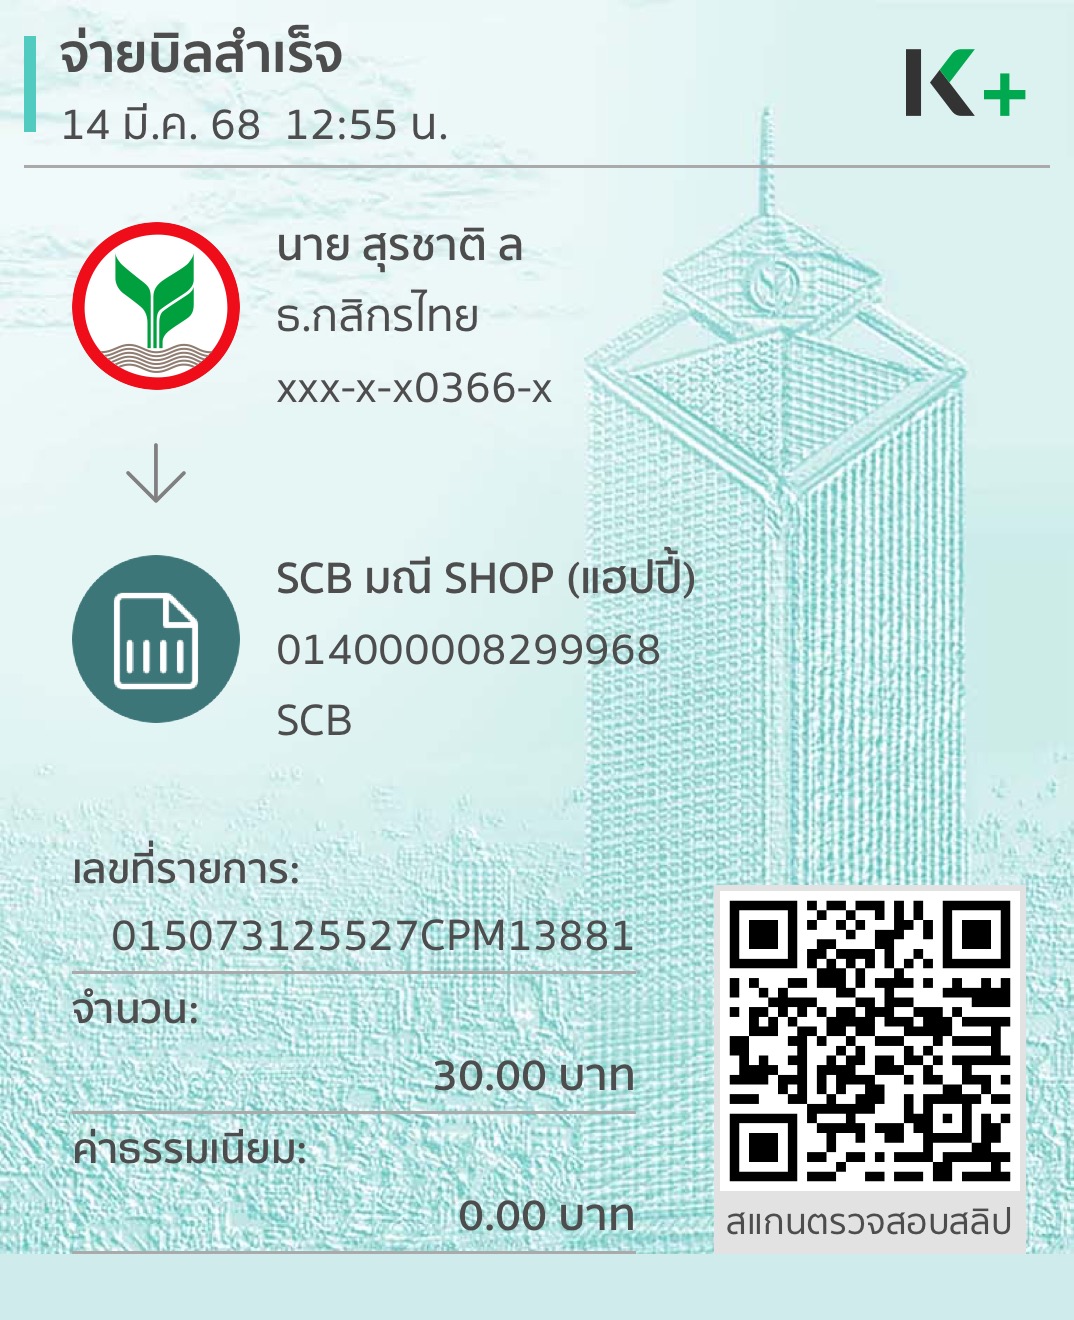 จ่ายบิลสำเร็จ
14 มี.ค. 68 12:55 น.
K+
นาย สุรชาติ ล
ธ.กสิกรไทย
xxx-x-x0366-x
SCB มณี SHOP (แฮปปี้)
014000008299968
SCB
เลขที่รายการ:
015073125527CPM13881
จำนวน:
30.00 บาท
ค่าธรรมเนียม:
0.00 บาท
สแกนตรวจสอบสลิป